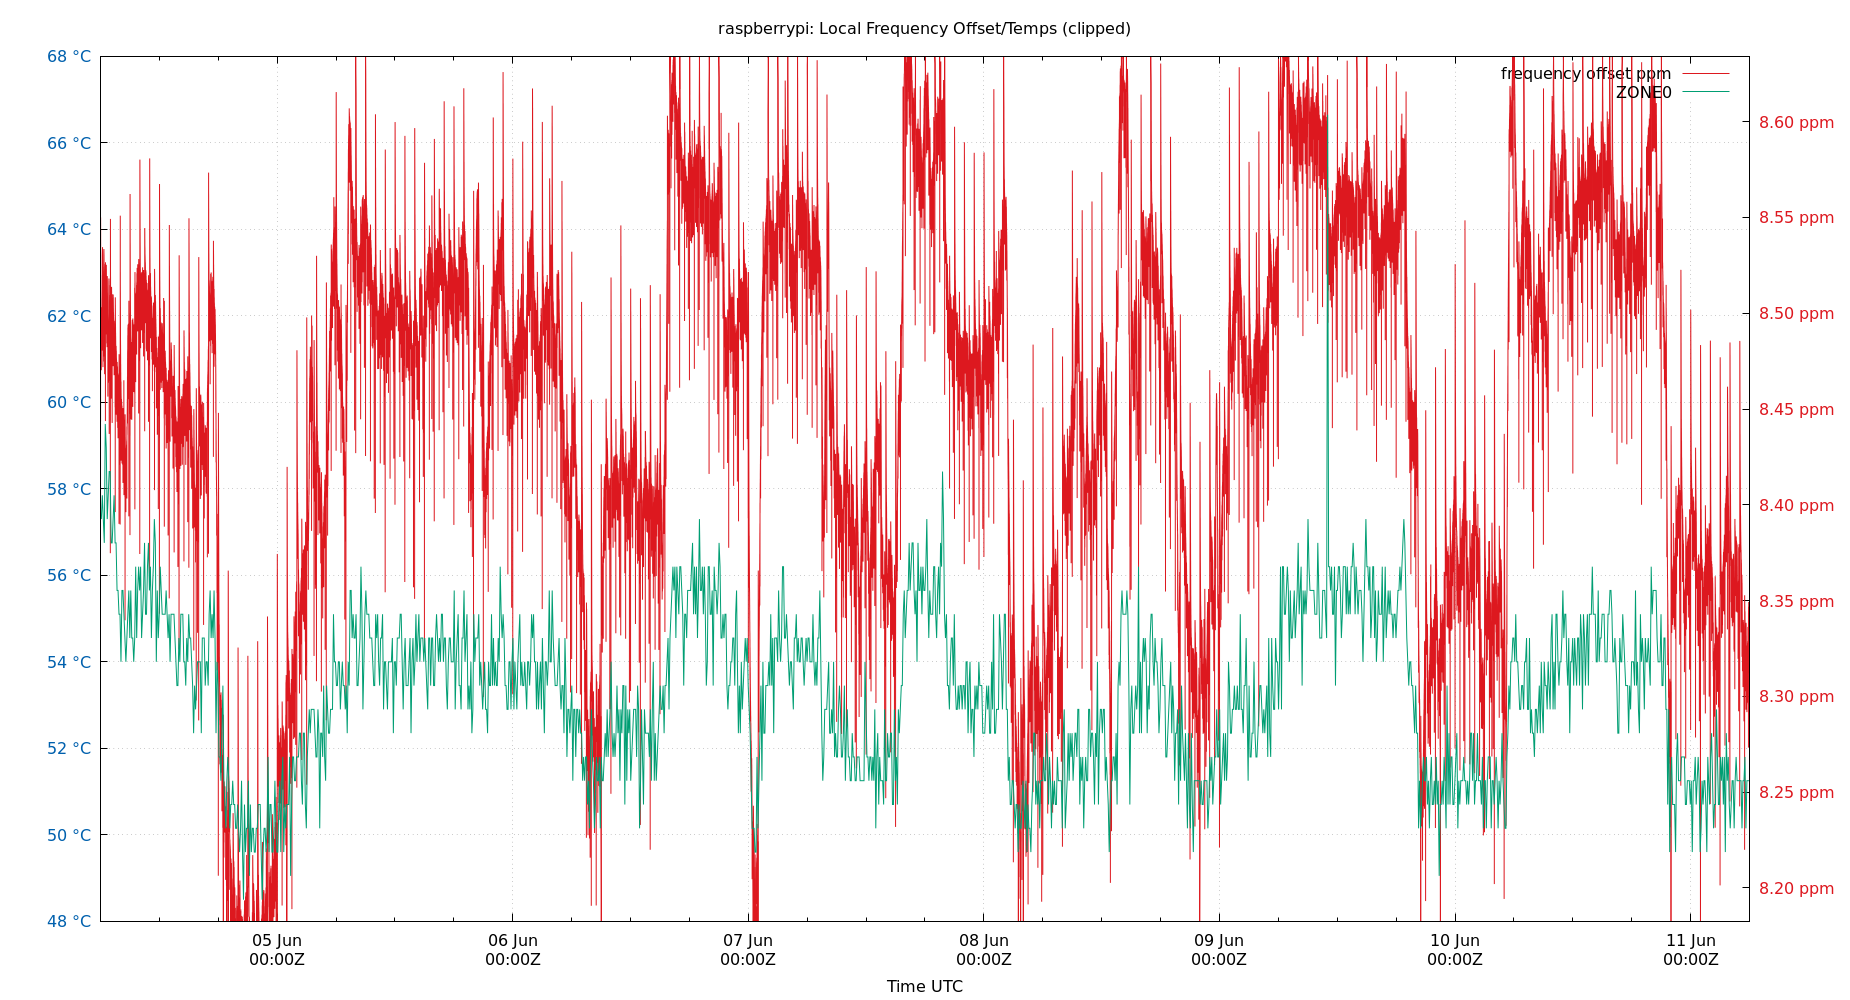 raspberrypi: Local Frequency Offset/Temps (clipped)
68 °C
66 °C
64 °C
62 °C
60 °C
58 °C
56 °C
54 °C
52 °C
50 °C
48 °C
frequency offset ppm
ZONE0
8.60 ppm
8.55 ppm
8.50 ppm
8.45 ppm
8.40 ppm
8.35 ppm
8.30 ppm
8.25 ppm
8.20 ppm
05 Jun
00:00Z
06 Jun
00:00Z
07 Jun
00:00Z
08 Jun
00:00Z
09 Jun
00:00Z
10 Jun
00:00Z
11 Jun
00:00Z
Time UTC